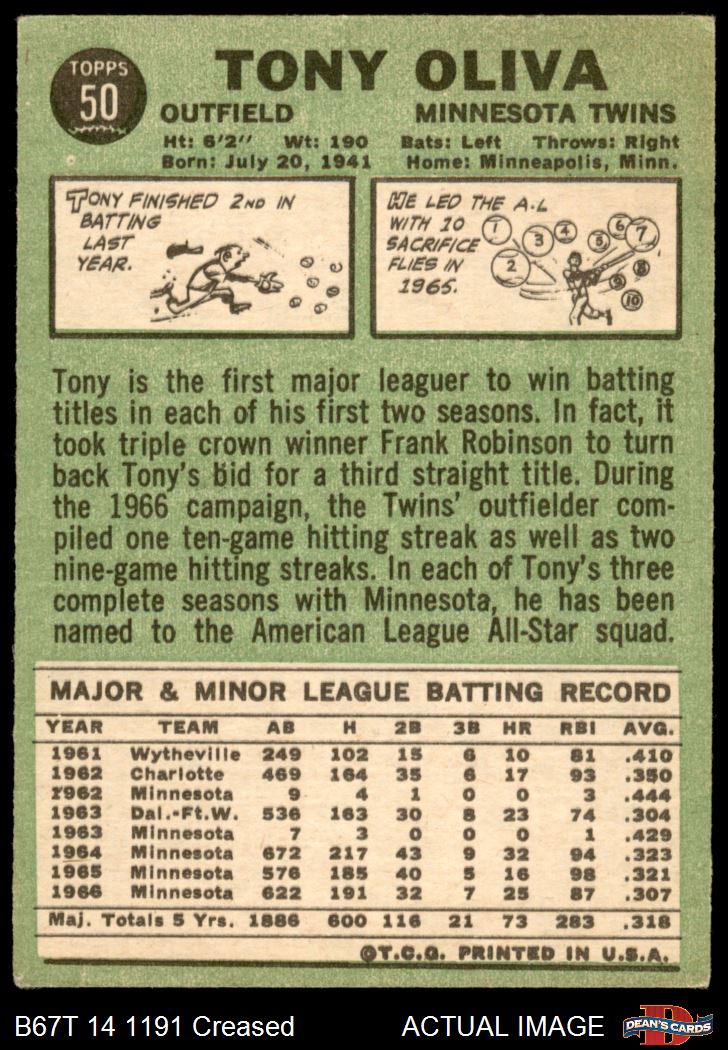 TOPPS
50
TONY OLIVA
OUTFIELD MINNESOTA TWINS
Ht: 6'2" Wt: 190 Bats: Left Throws: Right
Born: July 20, 1941 Home: Minneapolis, Minn.
TONY FINISHED 2ND IN
BATTING
LAST
YEAR.
HE LED THE A.L
WITH 10
SACRIFICE
FLIES IN
1965.
1 2 3 4 5 6 7 8 9 10
Tony is the first major leaguer to win batting
titles in each of his first two seasons. In fact, it
took triple crown winner Frank Robinson to turn
back Tony's bid for a third straight title. During
the 1966 campaign, the Twins' outfielder com-
piled one ten-game hitting streak as well as two
nine-game hitting streaks. In each of Tony's three
complete seasons with Minnesota, he has been
named to the American League All-Star squad.
MAJOR & MINOR LEAGUE BATTING RECORD
YEAR TEAM AB H 2B 3B HR RBI AVG.
1961 Wytheville 249 102 15 6 10 81 .410
1962 Charlotte 469 164 35 6 17 93 .350
1962 Minnesota 9 4 1 0 0 3 .444
1963 Dal.-Ft.W. 536 163 30 8 23 74 .304
1963 Minnesota 7 3 0 0 0 1 .429
1964 Minnesota 672 217 43 9 32 94 .323
1965 Minnesota 576 185 40 5 16 98 .321
1966 Minnesota 622 191 32 7 25 87 .307
Maj. Totals 5 Yrs. 1886 600 116 21 73 283 .318
©T.C.G. PRINTED IN U.S.A.
B67T 14 1191 Creased ACTUAL IMAGE
D
DEAN'S CARDS